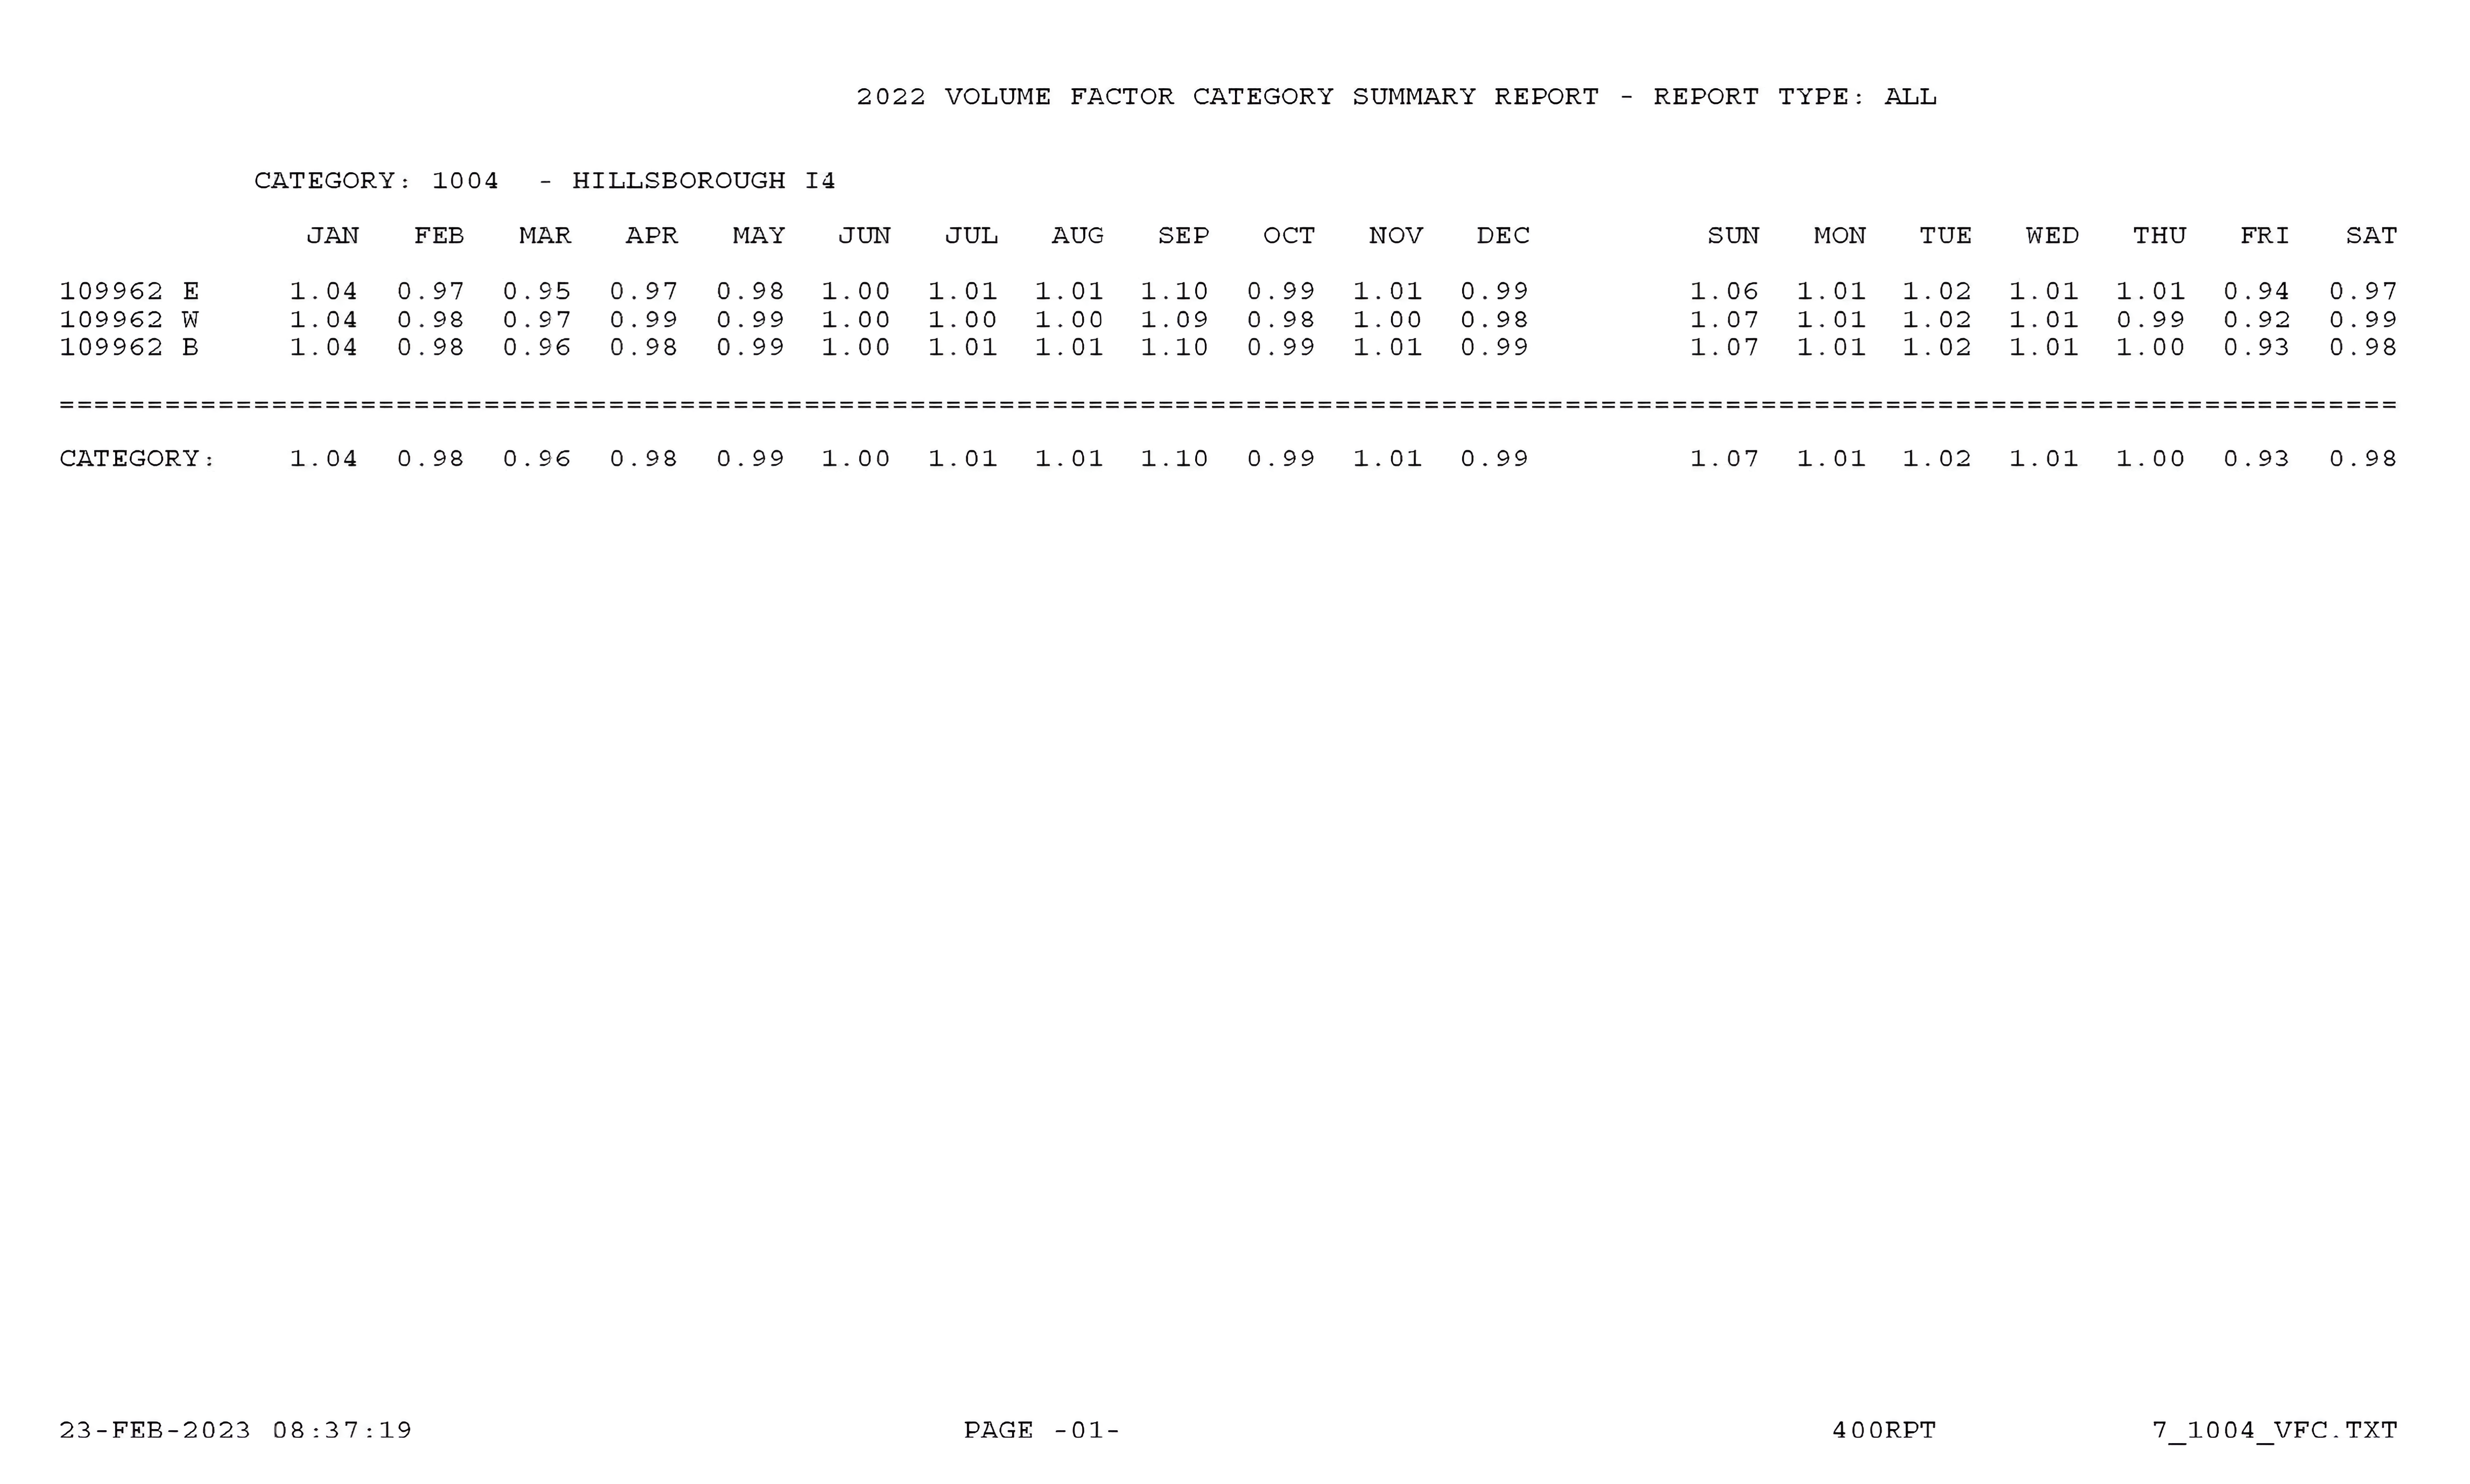 2022 VOLUME FACTOR CATEGORY SUMMARY REPORT - REPORT TYPE: ALL
CATEGORY: 1004  - HILLSBOROUGH I4
JAN FEB MAR APR MAY JUN JUL AUG SEP OCT NOV DEC SUN MON TUE WED THU FRI SAT
109962 E 1.04 0.97 0.95 0.97 0.98 1.00 1.01 1.01 1.10 0.99 1.01 0.99 1.06 1.01 1.02 1.01 1.01 0.94 0.97
109962 W 1.04 0.98 0.97 0.99 0.99 1.00 1.00 1.00 1.09 0.98 1.00 0.98 1.07 1.01 1.02 1.01 0.99 0.92 0.99
109962 B 1.04 0.98 0.96 0.98 0.99 1.00 1.01 1.01 1.10 0.99 1.01 0.99 1.07 1.01 1.02 1.01 1.00 0.93 0.98
====================================================================================================================================
CATEGORY: 1.04 0.98 0.96 0.98 0.99 1.00 1.01 1.01 1.10 0.99 1.01 0.99 1.07 1.01 1.02 1.01 1.00 0.93 0.98
23-FEB-2023 08:37:19 PAGE -01- 400RPT 7_1004_VFC.TXT